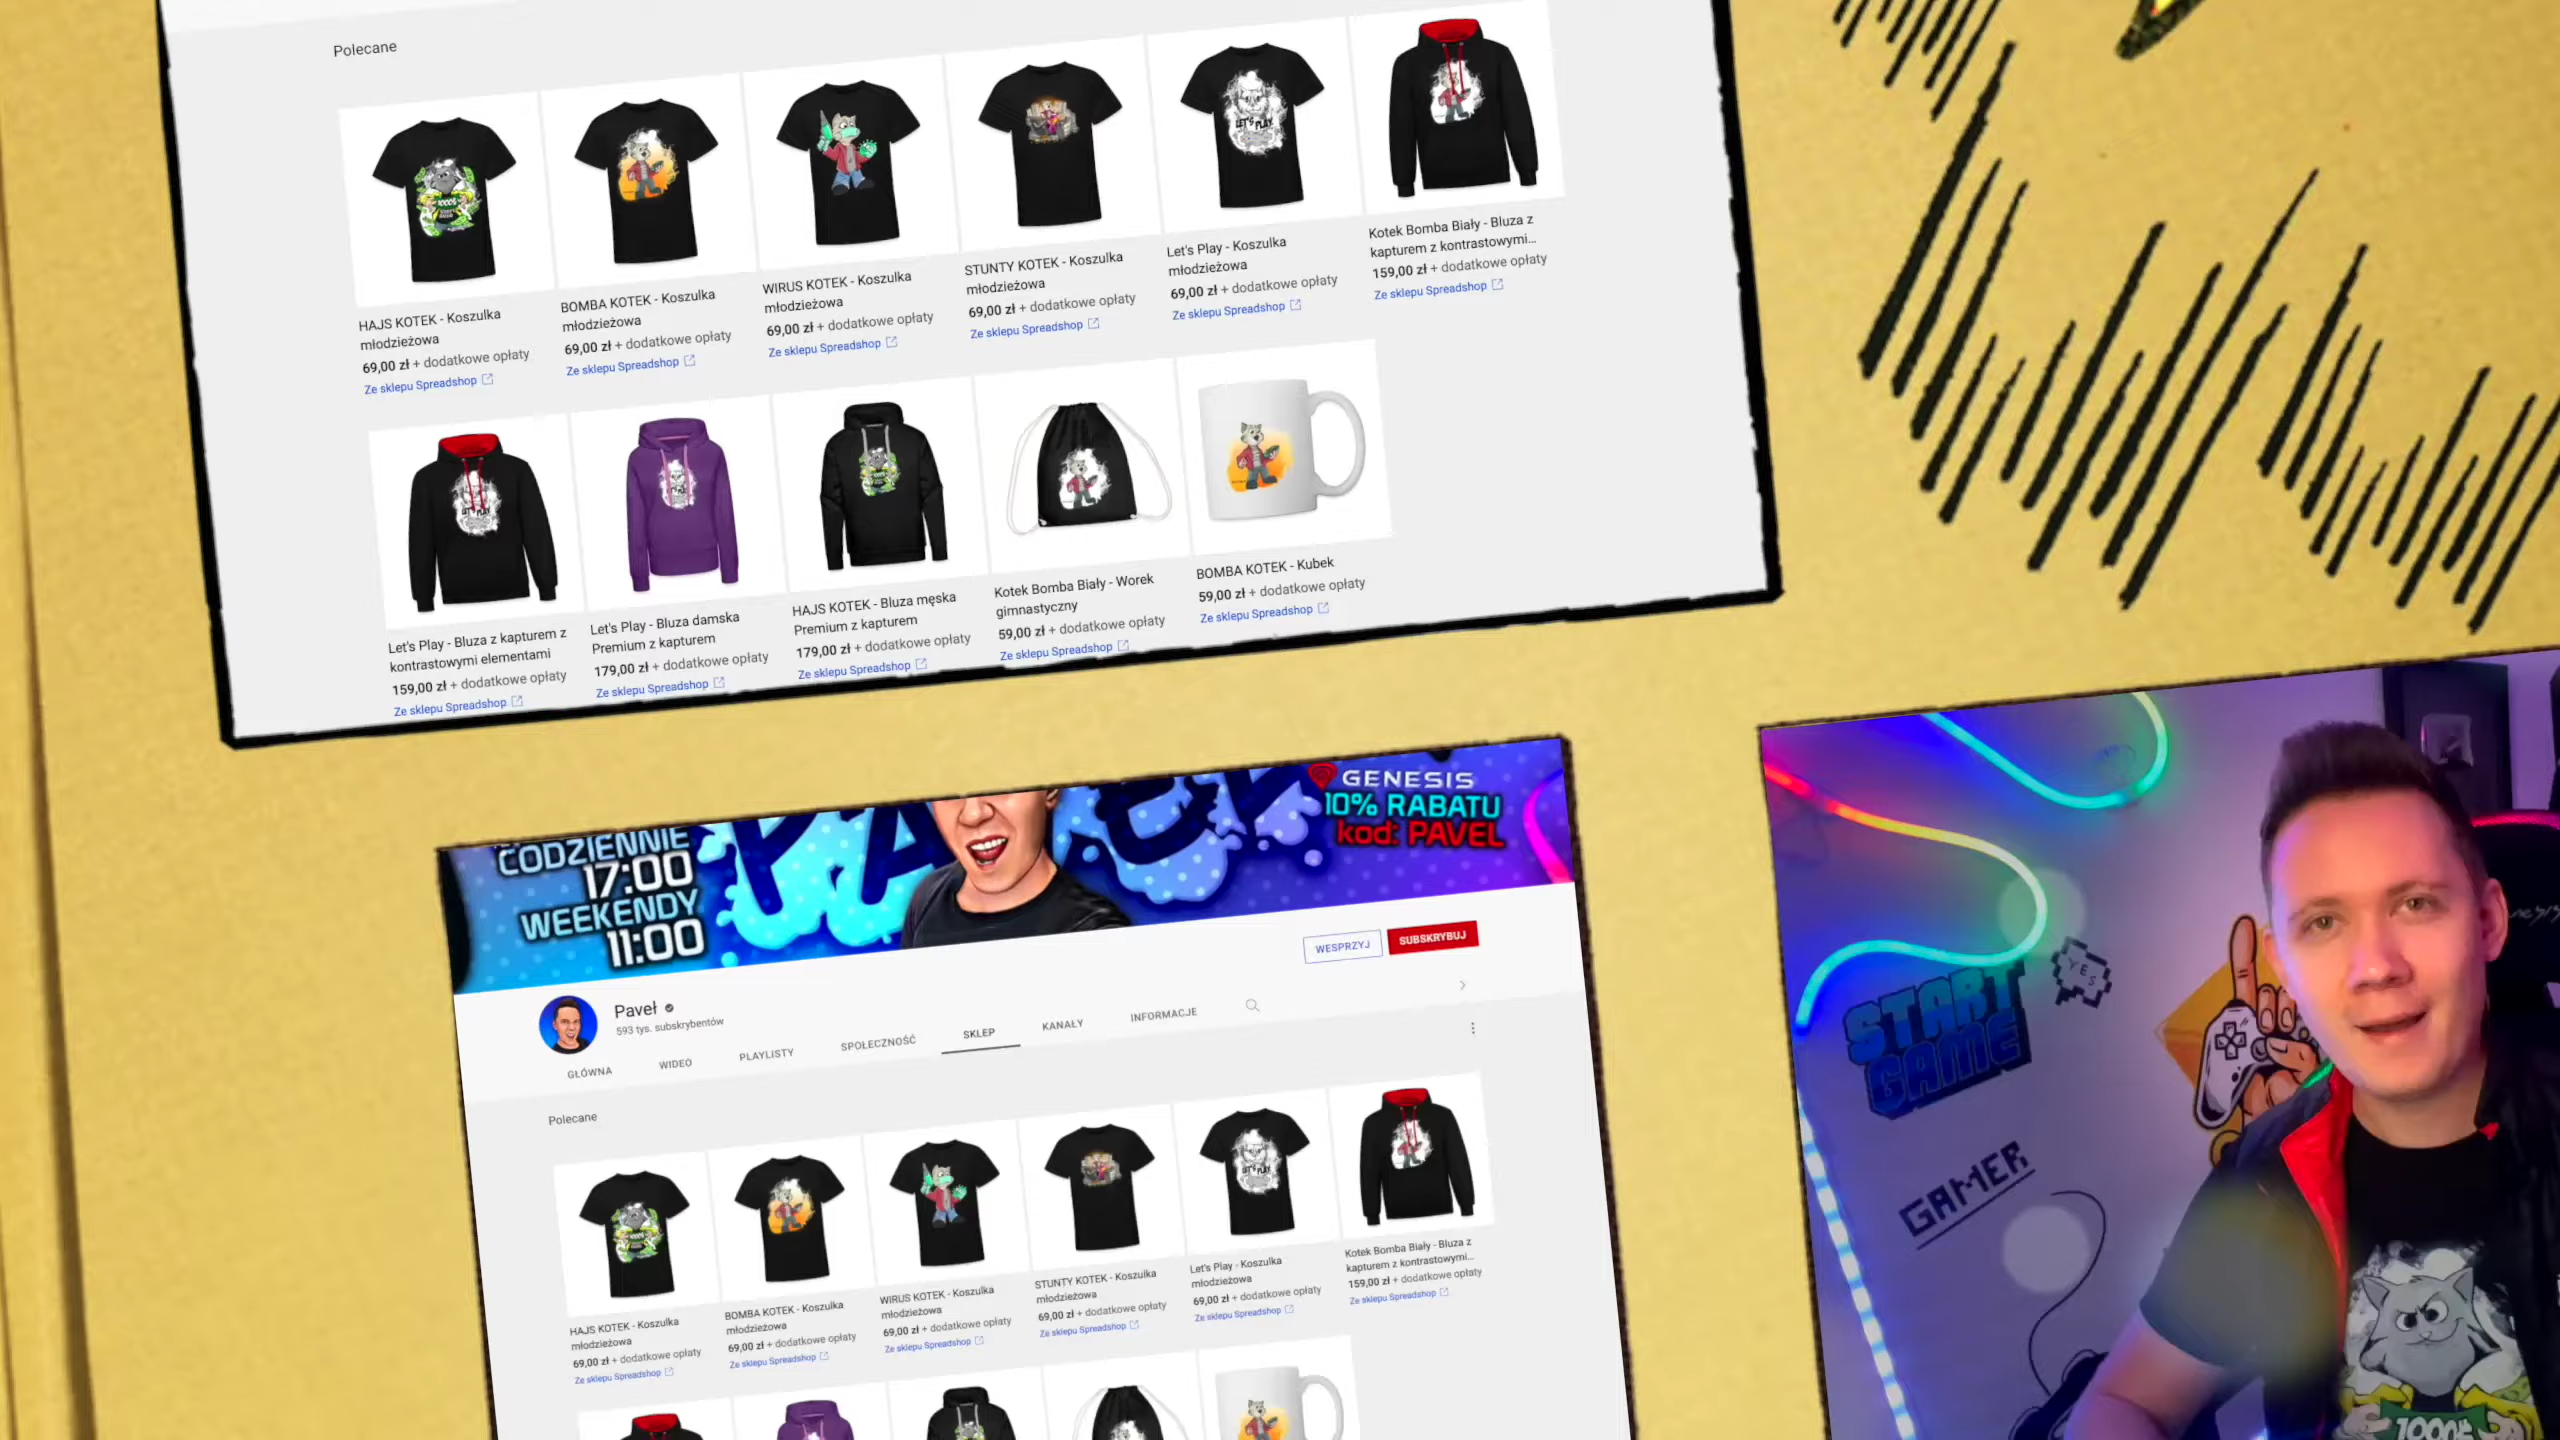 Polecane
HAJS KOTEK - Koszulka
młodzieżowa
69,00 zł + dodatkowe opłaty
Ze sklepu Spreadshop
BOMBA KOTEK - Koszulka
młodzieżowa
69,00 zł + dodatkowe opłaty
Ze sklepu Spreadshop
WIRUS KOTEK - Koszulka
młodzieżowa
69,00 zł + dodatkowe opłaty
Ze sklepu Spreadshop
STUNTY KOTEK - Koszulka
młodzieżowa
69,00 zł + dodatkowe opłaty
Ze sklepu Spreadshop
LET'S PLAY
Let's Play - Koszulka
młodzieżowa
69,00 zł + dodatkowe opłaty
Ze sklepu Spreadshop
Kotek Bomba Biały - Bluza z
kapturem z kontrastowymi...
159,00 zł + dodatkowe opłaty
Ze sklepu Spreadshop
Let's Play - Bluza z kapturem z
kontrastowymi elementami
159,00 zł + dodatkowe opłaty
Ze sklepu Spreadshop
Let's Play - Bluza damska
Premium z kapturem
179,00 zł + dodatkowe opłaty
Ze sklepu Spreadshop
HAJS KOTEK - Bluza męska
Premium z kapturem
179,00 zł + dodatkowe opłaty
Ze sklepu Spreadshop
Kotek Bomba Biały - Worek
gimnastyczny
59,00 zł + dodatkowe opłaty
Ze sklepu Spreadshop
BOMBA KOTEK - Kubek
59,00 zł + dodatkowe opłaty
Ze sklepu Spreadshop
CODZIENNIE
17:00
WEEKENDY
11:00
GENESIS
10% RABATU
kod: PAVEL
WESPRZYJ
SUBSKRYBUJ
Paveł
593 tys. subskrybentów
GŁÓWNA
WIDEO
PLAYLISTY
SPOŁECZNOŚĆ
SKLEP
KANAŁY
INFORMACJE
Polecane
HAJS KOTEK - Koszulka
młodzieżowa
69,00 zł + dodatkowe opłaty
Ze sklepu Spreadshop
BOMBA KOTEK - Koszulka
młodzieżowa
69,00 zł + dodatkowe opłaty
Ze sklepu Spreadshop
WIRUS KOTEK - Koszulka
młodzieżowa
69,00 zł + dodatkowe opłaty
Ze sklepu Spreadshop
STUNTY KOTEK - Koszulka
młodzieżowa
69,00 zł + dodatkowe opłaty
Ze sklepu Spreadshop
LET'S PLAY
Let's Play - Koszulka
młodzieżowa
69,00 zł + dodatkowe opłaty
Ze sklepu Spreadshop
Kotek Bomba Biały - Bluza z
kapturem z kontrastowymi...
159,00 zł + dodatkowe opłaty
Ze sklepu Spreadshop
YES
START
GAME
GAMER